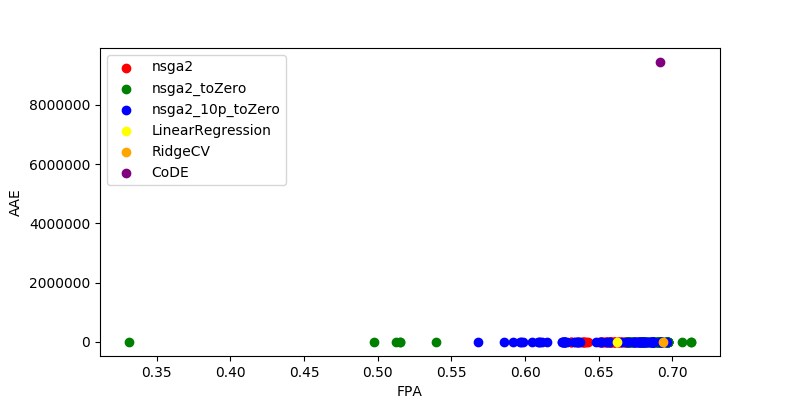 nsga2
nsga2_toZero
nsga2_10p_toZero
LinearRegression
RidgeCV
CoDE
8000000
6000000
4000000
2000000
0
AAE
0.35 0.40 0.45 0.50 0.55 0.60 0.65 0.70
FPA